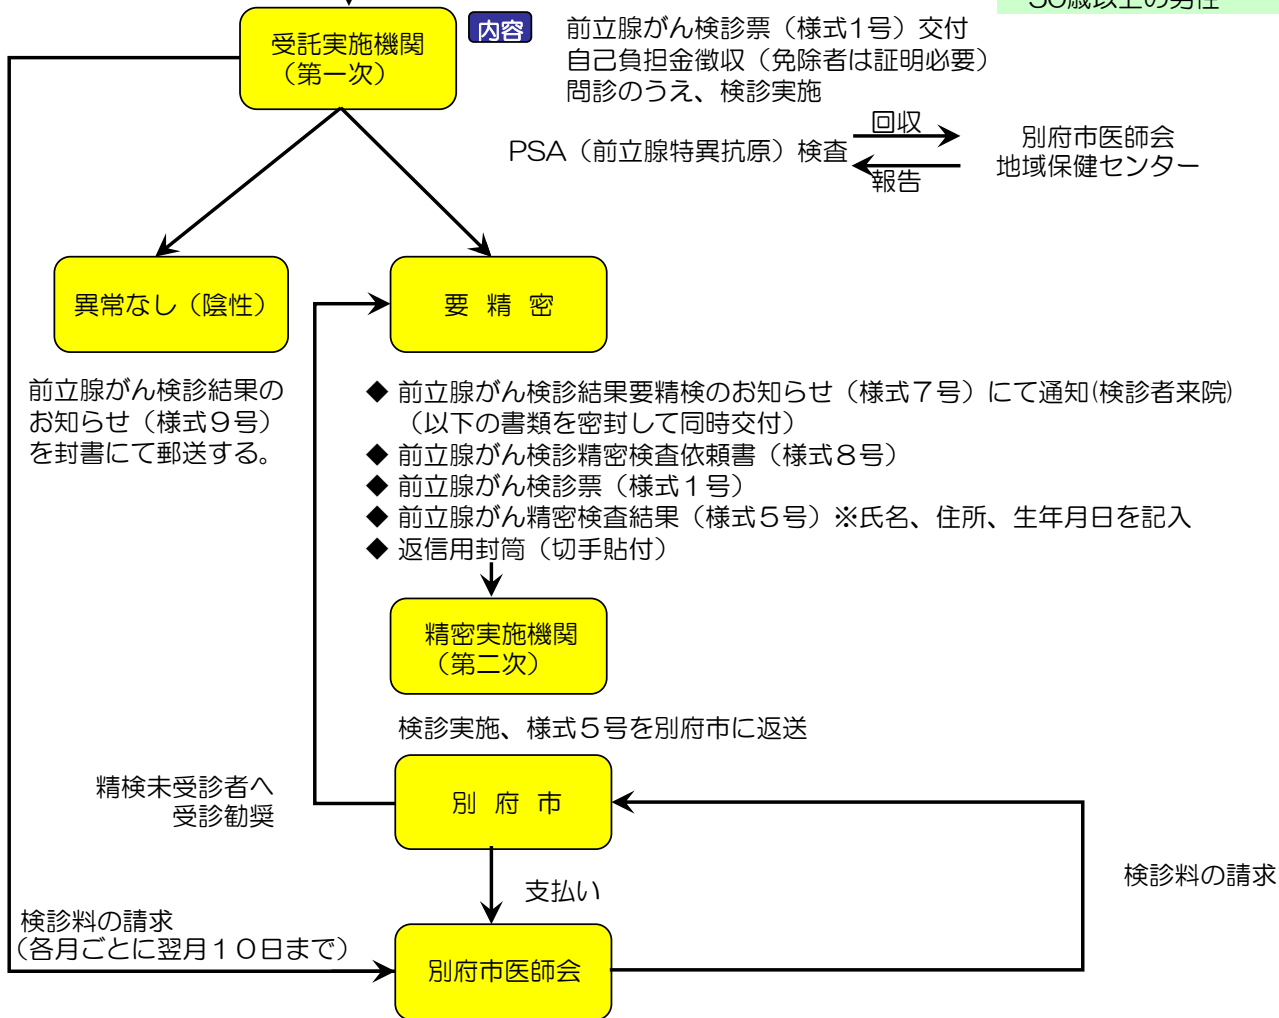 50歳以上の男性
受託実施機関
（第一次）
内容
前立腺がん検診票（様式1号）交付
自己負担金徴収（免除者は証明必要）
問診のうえ、検診実施
PSA（前立腺特異抗原）検査
回収
報告
別府市医師会
地域保健センター
異常なし（陰性）
要 精 密
前立腺がん検診結果の
お知らせ（様式９号）
を封書にて郵送する。
◆ 前立腺がん検診結果要精検のお知らせ（様式７号）にて通知(検診者来院)
（以下の書類を密封して同時交付）
◆ 前立腺がん検診精密検査依頼書（様式８号）
◆ 前立腺がん検診票（様式１号）
◆ 前立腺がん精密検査結果（様式５号）※氏名、住所、生年月日を記入
◆ 返信用封筒（切手貼付）
精密実施機関
（第二次）
検診実施、様式５号を別府市に返送
精検未受診者へ
受診勧奨
別 府 市
支払い
検診料の請求
検診料の請求
（各月ごとに翌月１０日まで）
別府市医師会